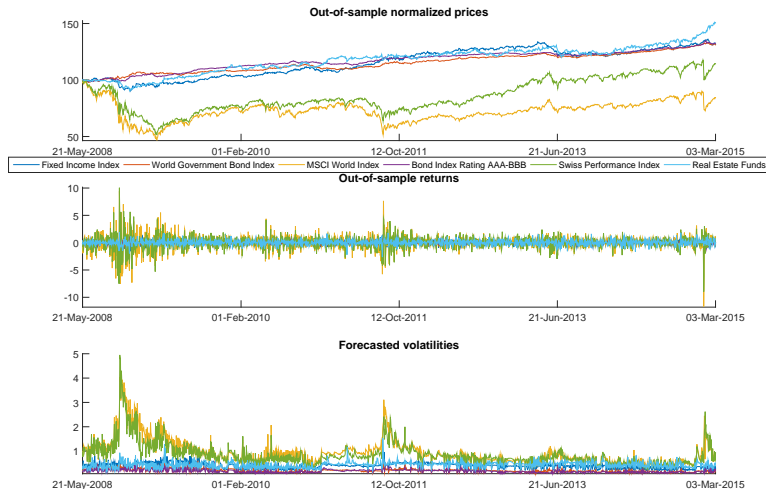 Out-of-sample normalized prices
150
100
50
21-May-2008 01-Feb-2010 12-Oct-2011 21-Jun-2013 03-Mar-2015
Fixed Income Index World Government Bond Index MSCI World Index Bond Index Rating AAA-BBB Swiss Performance Index Real Estate Funds
Out-of-sample returns
10
5
0
-5
-10
21-May-2008 01-Feb-2010 12-Oct-2011 21-Jun-2013 03-Mar-2015
Forecasted volatilities
5
4
3
2
1
21-May-2008 01-Feb-2010 12-Oct-2011 21-Jun-2013 03-Mar-2015